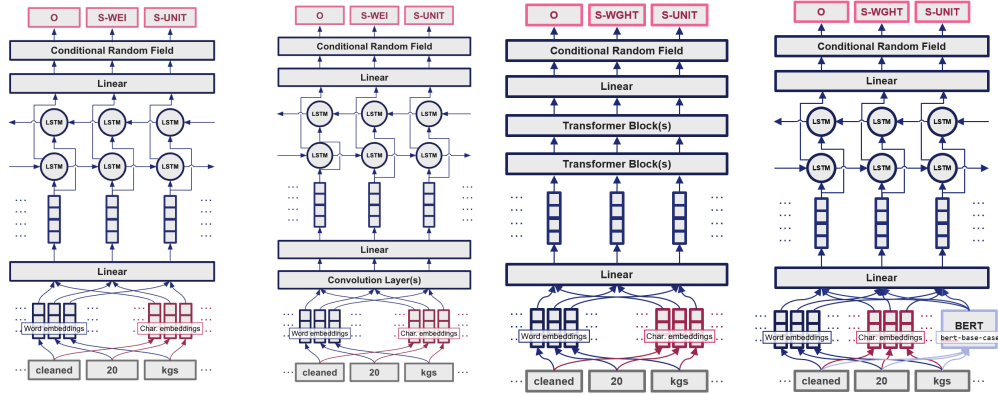 O S-WEI S-UNIT
Conditional Random Field
Linear
LSTM LSTM LSTM
LSTM LSTM LSTM
... ...
... ...
... ...
Linear
... ...
Word embeddings Char. embeddings
... ...
... cleaned 20 kgs ...
O S-WEI S-UNIT
Conditional Random Field
Linear
LSTM LSTM LSTM
LSTM LSTM LSTM
... ...
... ...
... ...
Linear
Convolution Layer(s)
... ...
Word embeddings Char. embeddings
... ...
... cleaned 20 kgs ...
O S-WGHT S-UNIT
Conditional Random Field
Linear
Transformer Block(s)
Transformer Block(s)
... ...
... ...
... ...
Linear
... ...
Word embeddings Char. embeddings
... ...
... cleaned 20 kgs ...
O S-WGHT S-UNIT
Conditional Random Field
Linear
LSTM LSTM LSTM
LSTM LSTM LSTM
... ...
... ...
... ...
Linear
... ...
BERT
Word embeddings Char. embeddings bert-base-case
... ...
... cleaned 20 kgs ...